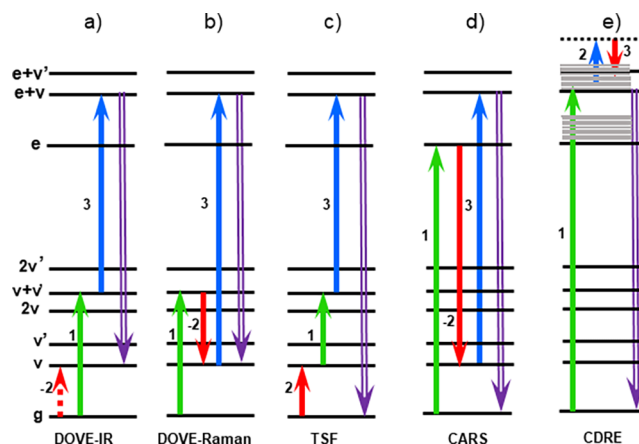 a) b) c) d) e)
e+v'
e+v
e
2v'
v+v'
2v
v'
v
g
-2 1 3
1 -2 3
2 1 3
1 -2 3
1 2 3
DOVE-IR DOVE-Raman TSF CARS CDRE